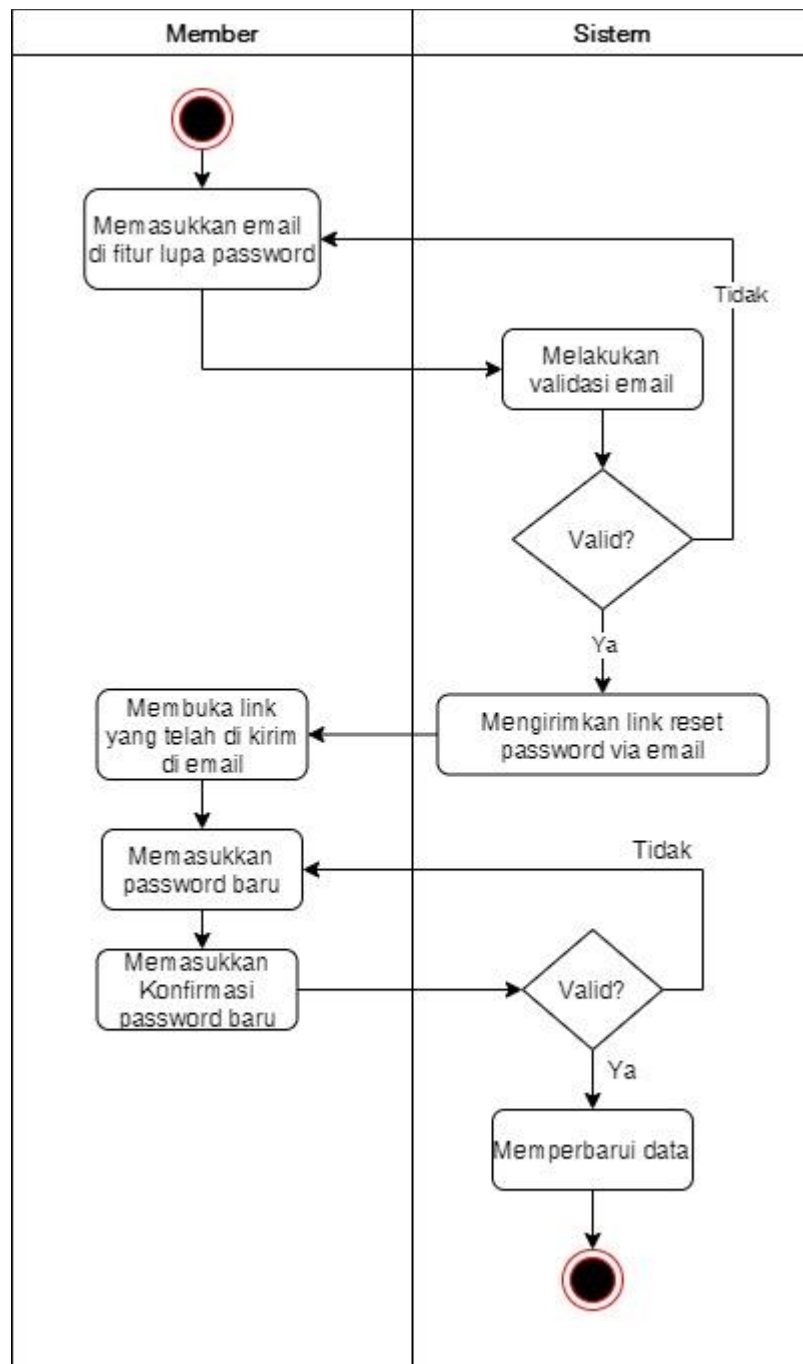 Member
Sistem
Memasukkan email
di fitur lupa password
Tidak
Melakukan
validasi email
Valid?
Ya
Mengirimkan link reset
password via email
Membuka link
yang telah di kirim
di email
Memasukkan
password baru
Tidak
Memasukkan
Konfirmasi
password baru
Valid?
Ya
Memperbarui data